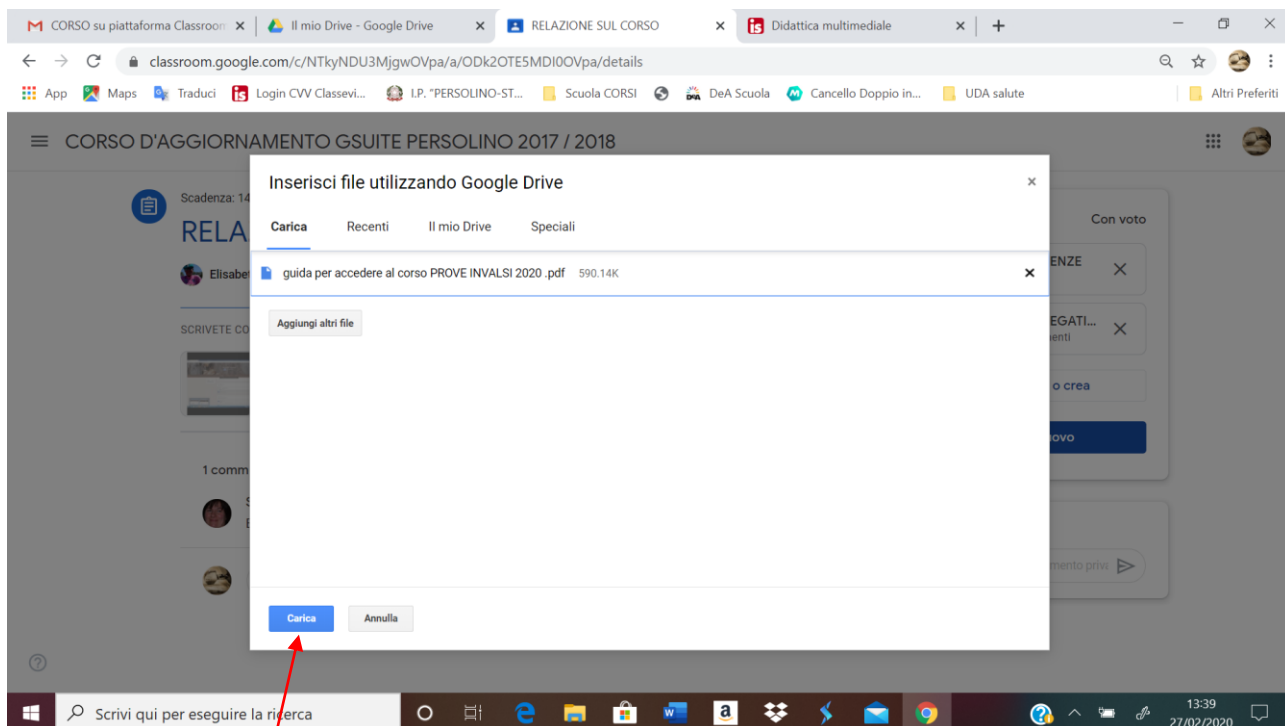 CORSO su piattaforma Classroon
Il mio Drive - Google Drive
RELAZIONE SUL CORSO
Didattica multimediale
classroom.google.com/c/NTkyNDU3MjgwOVpa/a/ODk2OTE5MDI0OVpa/details
App Maps Traduci Login CVV Classevi... I.P. "PERSOLINO-ST... Scuola CORSI DeA Scuola Cancello Doppio in... UDA salute Altri Preferiti
CORSO D'AGGIORNAMENTO GSUITE PERSOLINO 2017 / 2018
Inserisci file utilizzando Google Drive
Scadenza: 14
Carica Recenti Il mio Drive Speciali
Con voto
RELA
Elisabe
guida per accedere al corso PROVE INVALSI 2020 .pdf 590.14K
ENZE
SCRIVETE CO
Aggiungi altri file
EGATI...
enti
o crea
ovo
1 comm
mento priv
Carica Annulla
Scrivi qui per eseguire la ricerca
13:39
27/02/2020